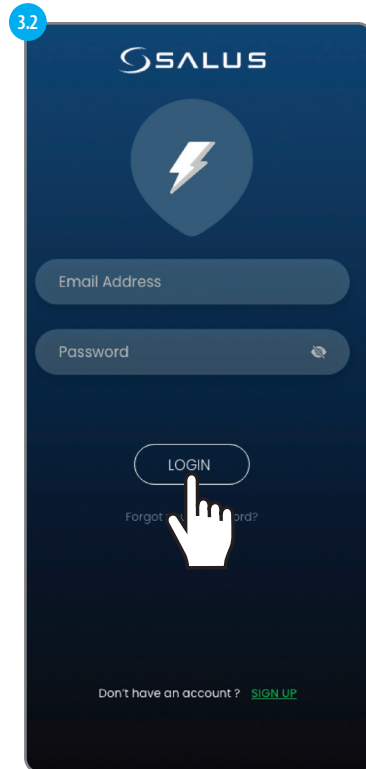 3.2
SALUS
Email Address
Password
LOGIN
Forgot
Don't have an account ? SIGN UP